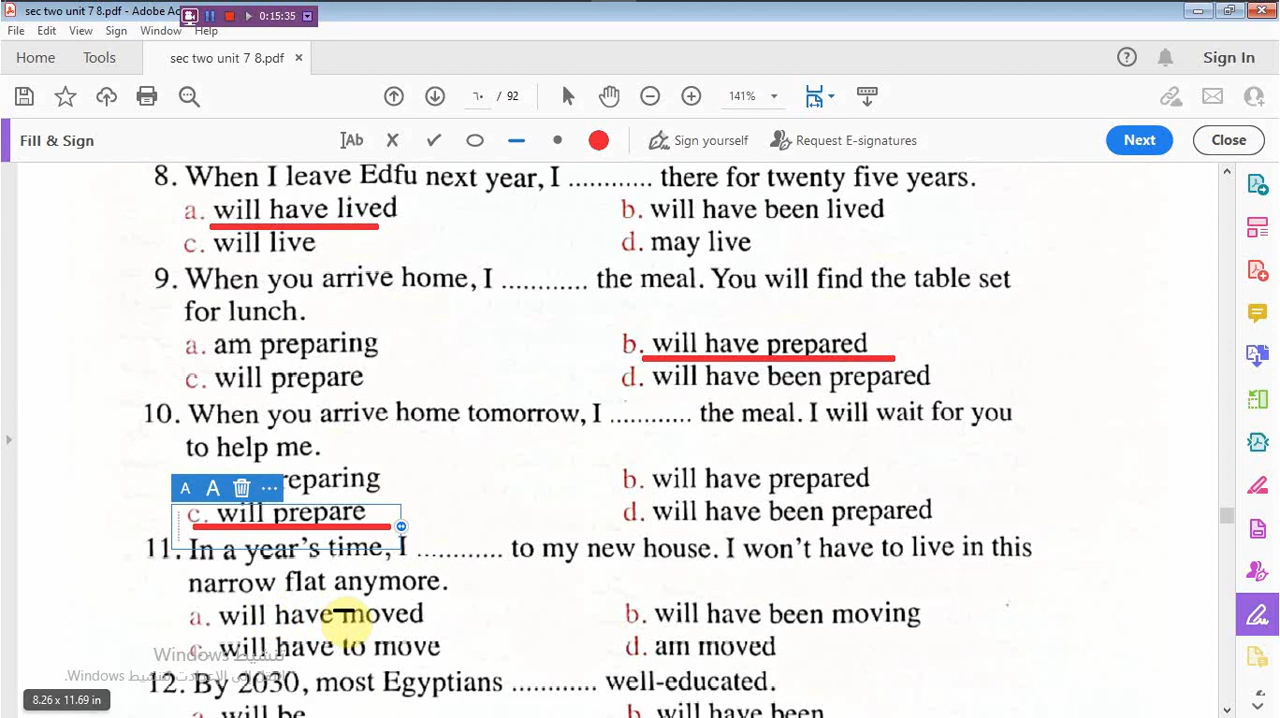 sec two unit 7 8.pdf - Adobe Ac
0:15:35
File Edit View Sign Window Help
Home Tools sec two unit 7 8.pdf × Sign In
٦٠ / 92 141%
Fill & Sign Ab Sign yourself Request E-signatures Next Close
8. When I leave Edfu next year, I ............ there for twenty five years.
a. will have lived b. will have been lived
c. will live d. may live
9. When you arrive home, I ............ the meal. You will find the table set
for lunch.
a. am preparing b. will have prepared
c. will prepare d. will have been prepared
10. When you arrive home tomorrow, I ............ the meal. I will wait for you
to help me.
preparing b. will have prepared
A A
c. will prepare d. will have been prepared
11. In a year's time, I ............ to my new house. I won't have to live in this
narrow flat anymore.
a. will have moved b. will have been moving
c. will have to move d. am moved
تنشيط Windows
.Windows
12. By 2030, most Egyptians ............ well-educated.
8.26 x 11.69 in
a. will be b. will have been